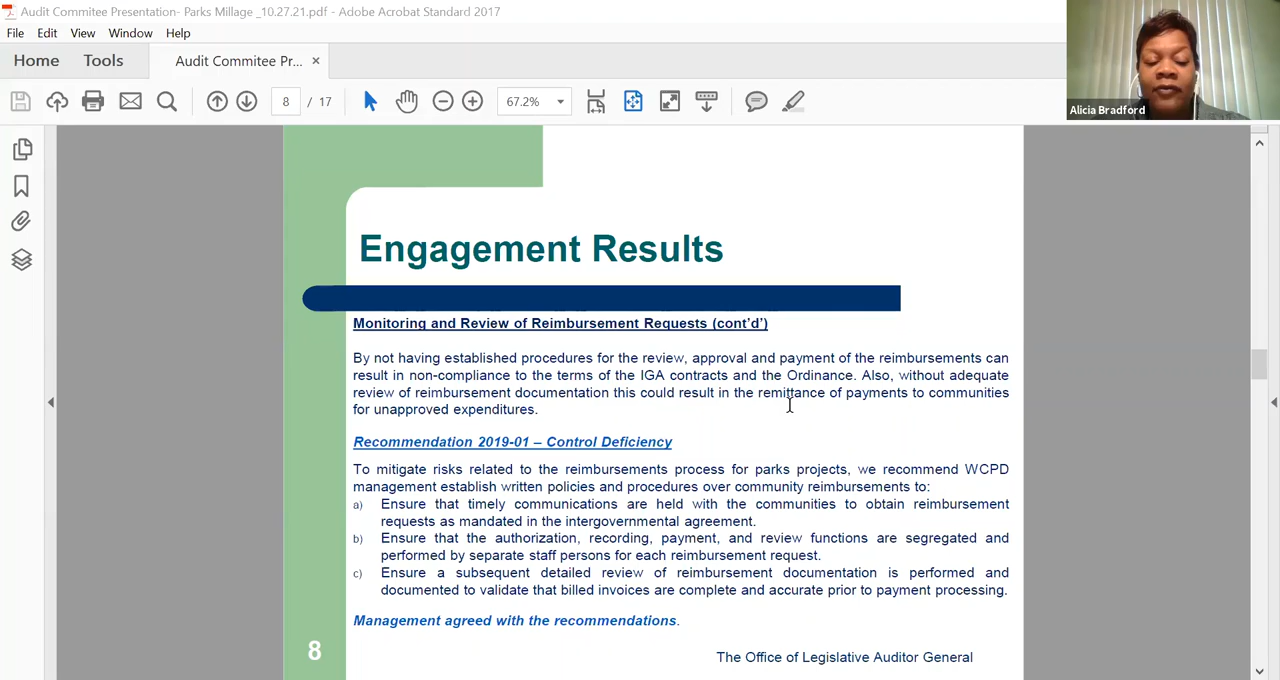 Audit Commitee Presentation- Parks Millage _10.27.21.pdf - Adobe Acrobat Standard 2017
File Edit View Window Help
Home Tools Audit Commitee Pr... ×
8 / 17 67.2%
Alicia Bradford
Engagement Results
Monitoring and Review of Reimbursement Requests (cont'd')
By not having established procedures for the review, approval and payment of the reimbursements can
result in non-compliance to the terms of the IGA contracts and the Ordinance. Also, without adequate
review of reimbursement documentation this could result in the remittance of payments to communities
for unapproved expenditures.
Recommendation 2019-01 – Control Deficiency
To mitigate risks related to the reimbursements process for parks projects, we recommend WCPD
management establish written policies and procedures over community reimbursements to:
a) Ensure that timely communications are held with the communities to obtain reimbursement
requests as mandated in the intergovernmental agreement.
b) Ensure that the authorization, recording, payment, and review functions are segregated and
performed by separate staff persons for each reimbursement request.
c) Ensure a subsequent detailed review of reimbursement documentation is performed and
documented to validate that billed invoices are complete and accurate prior to payment processing.
Management agreed with the recommendations.
8
The Office of Legislative Auditor General